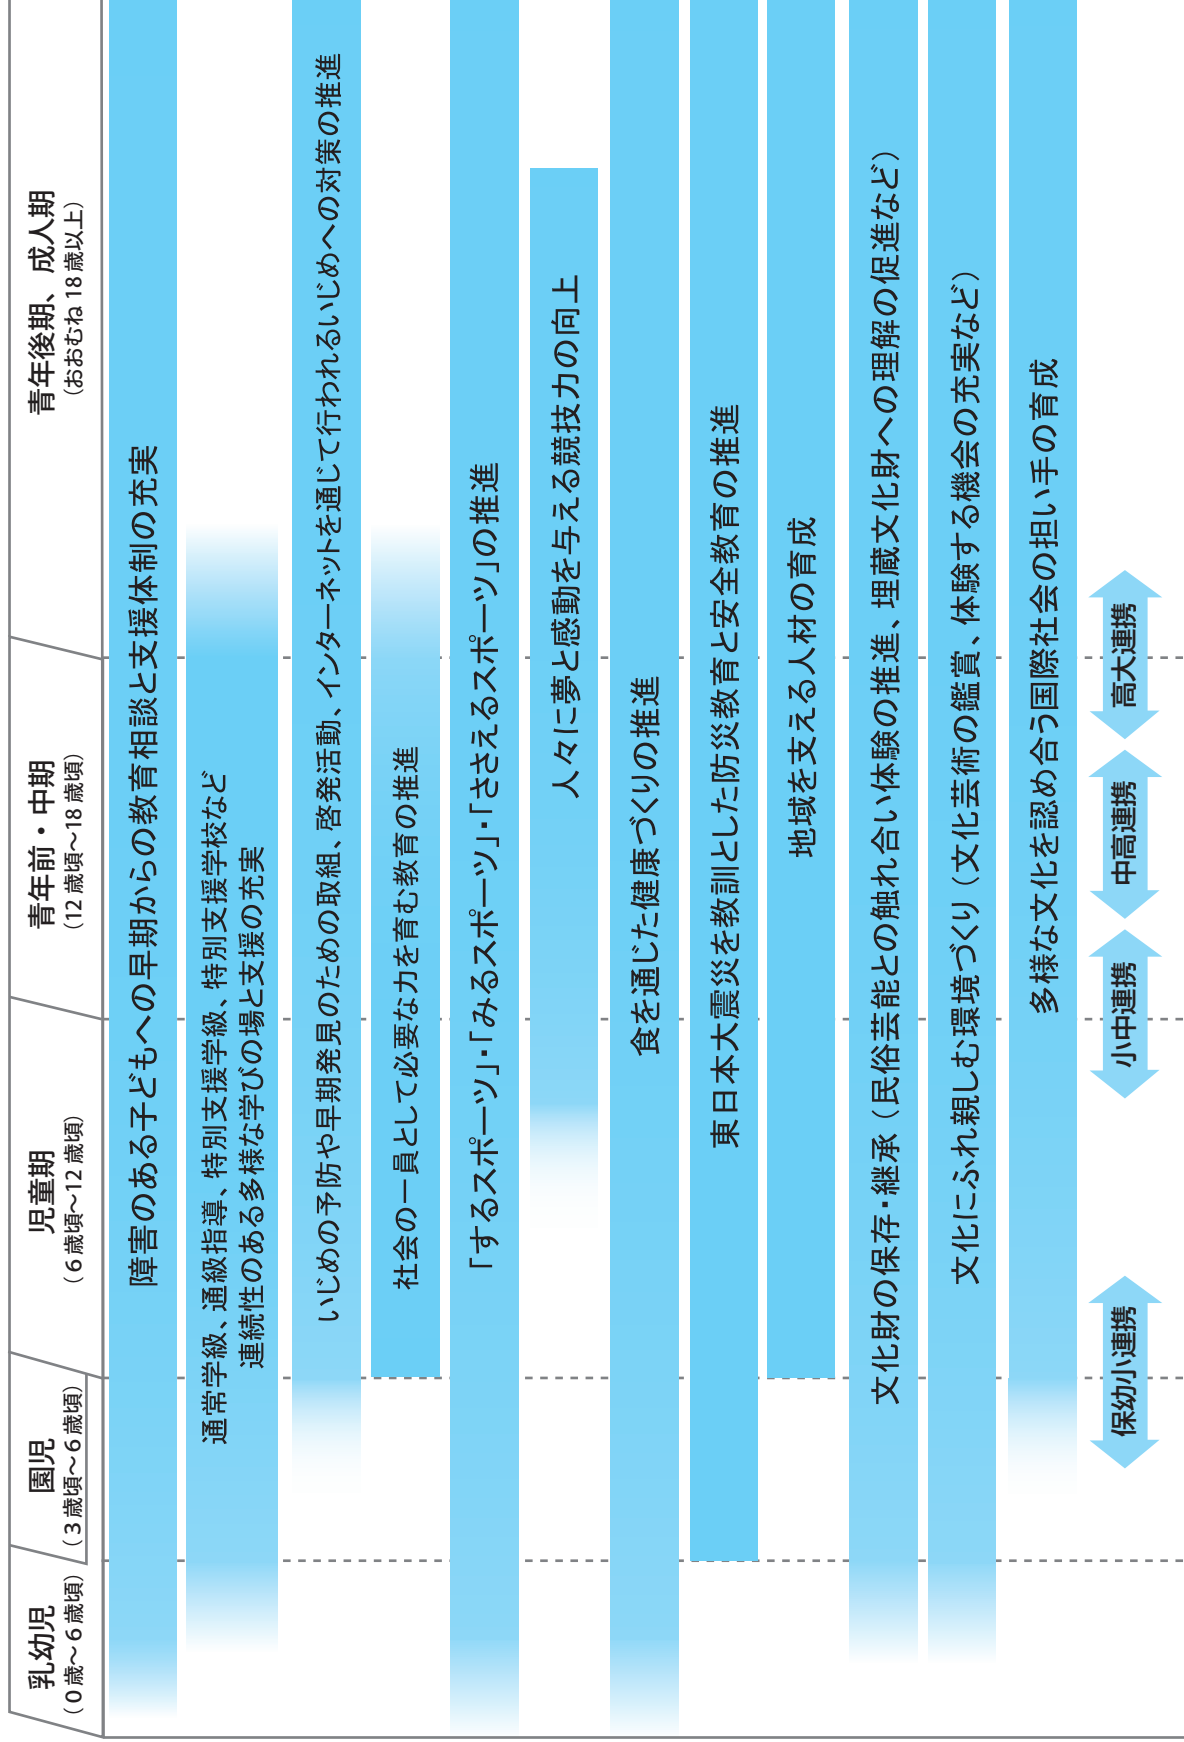 乳幼児
(0歳～6歳頃)
園児
(3歳頃～6歳頃)
児童期
(6歳頃～12歳頃)
青年前・中期
(12歳頃～18歳頃)
青年後期、成人期
(おおむね18歳以上)
障害のある子どもへの早期からの教育相談と支援体制の充実
通常学級、通級指導、特別支援学級、特別支援学校など
連続性のある多様な学びの場と支援の充実
いじめの予防や早期発見のための取組、啓発活動、インターネットを通じて行われるいじめへの対策の推進
社会の一員として必要な力を育む教育の推進
「するスポーツ」・「みるスポーツ」・「ささえるスポーツ」の推進
人々に夢と感動を与える競技力の向上
食を通じた健康づくりの推進
東日本大震災を教訓とした防災教育と安全教育の推進
地域を支える人材の育成
文化財の保存・継承（民俗芸能との触れ合い体験の推進、埋蔵文化財への理解の促進など）
文化にふれ親しむ環境づくり（文化芸術の鑑賞、体験する機会の充実など）
多様な文化を認め合う国際社会の担い手の育成
保幼小連携
小中連携
中高連携
高大連携